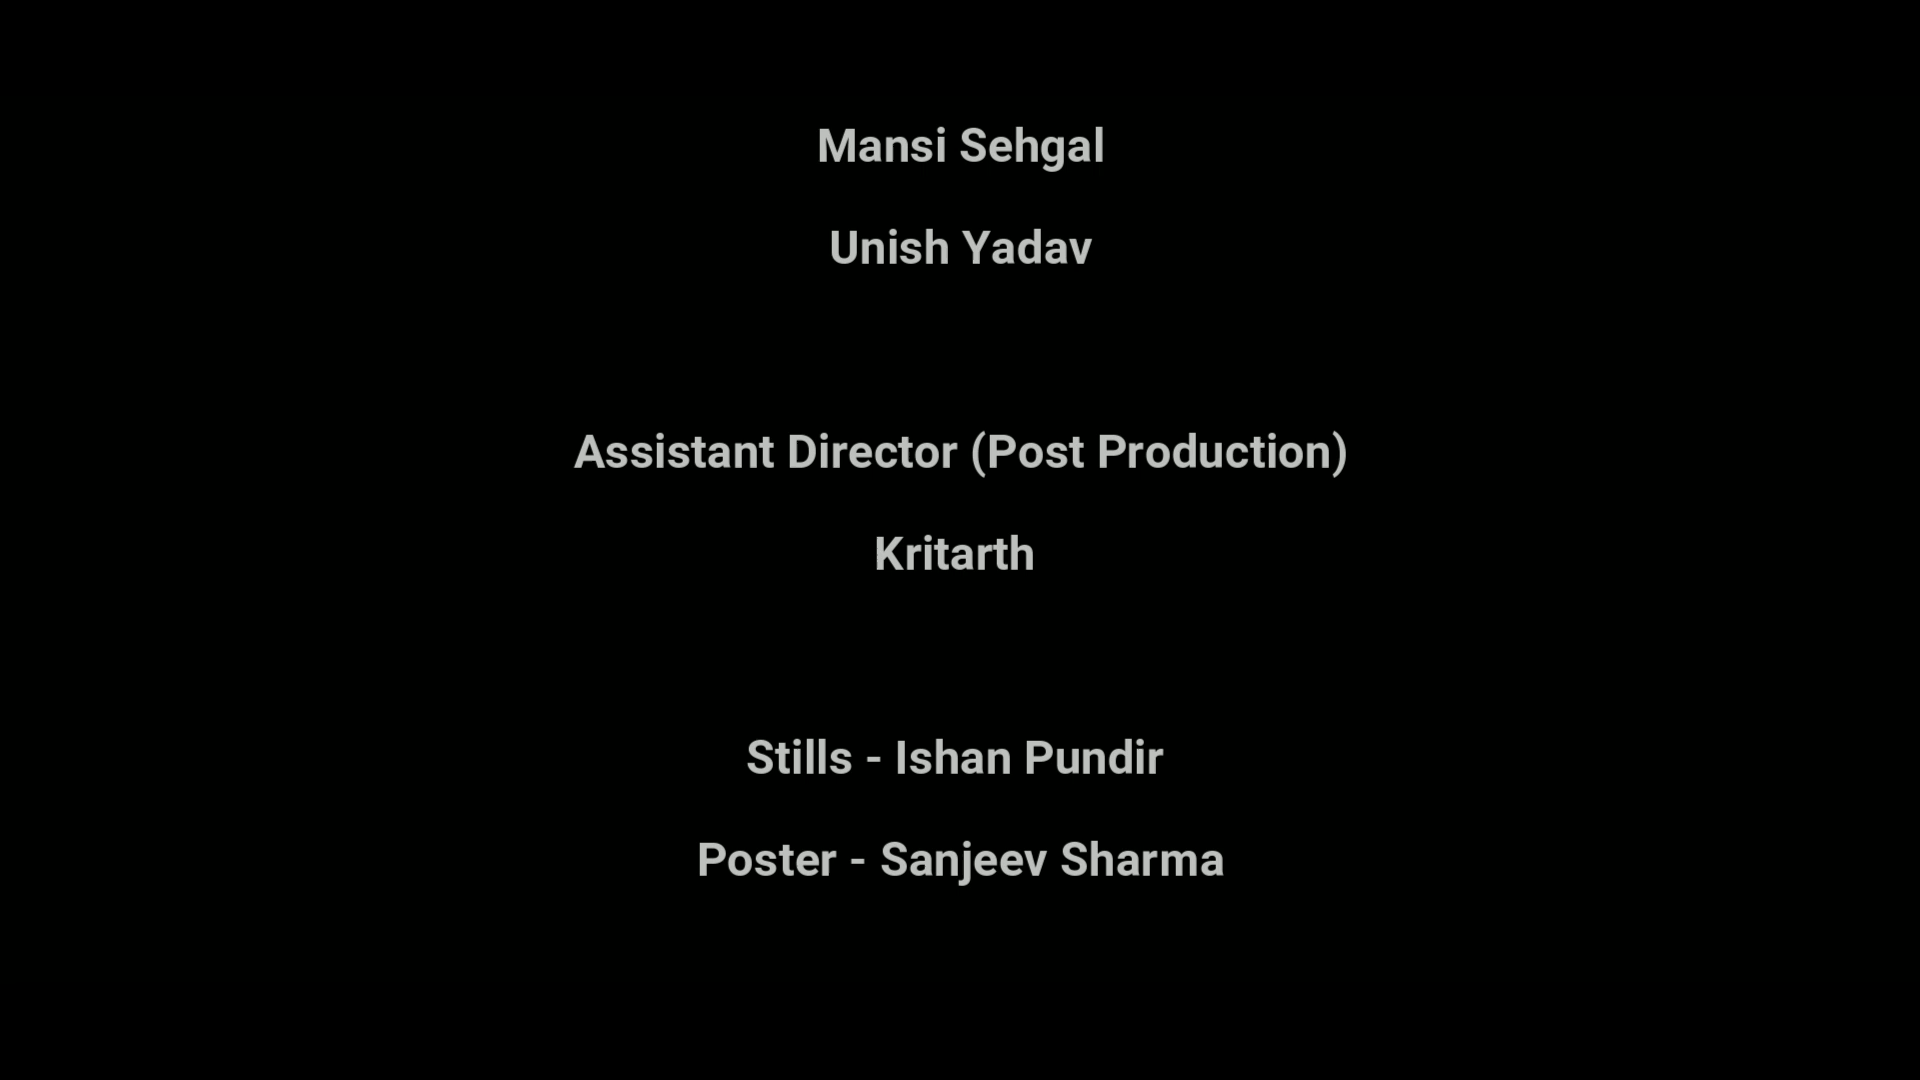 Mansi Sehgal
Unish Yadav
Assistant Director (Post Production)
Kritarth
Stills - Ishan Pundir
Poster - Sanjeev Sharma